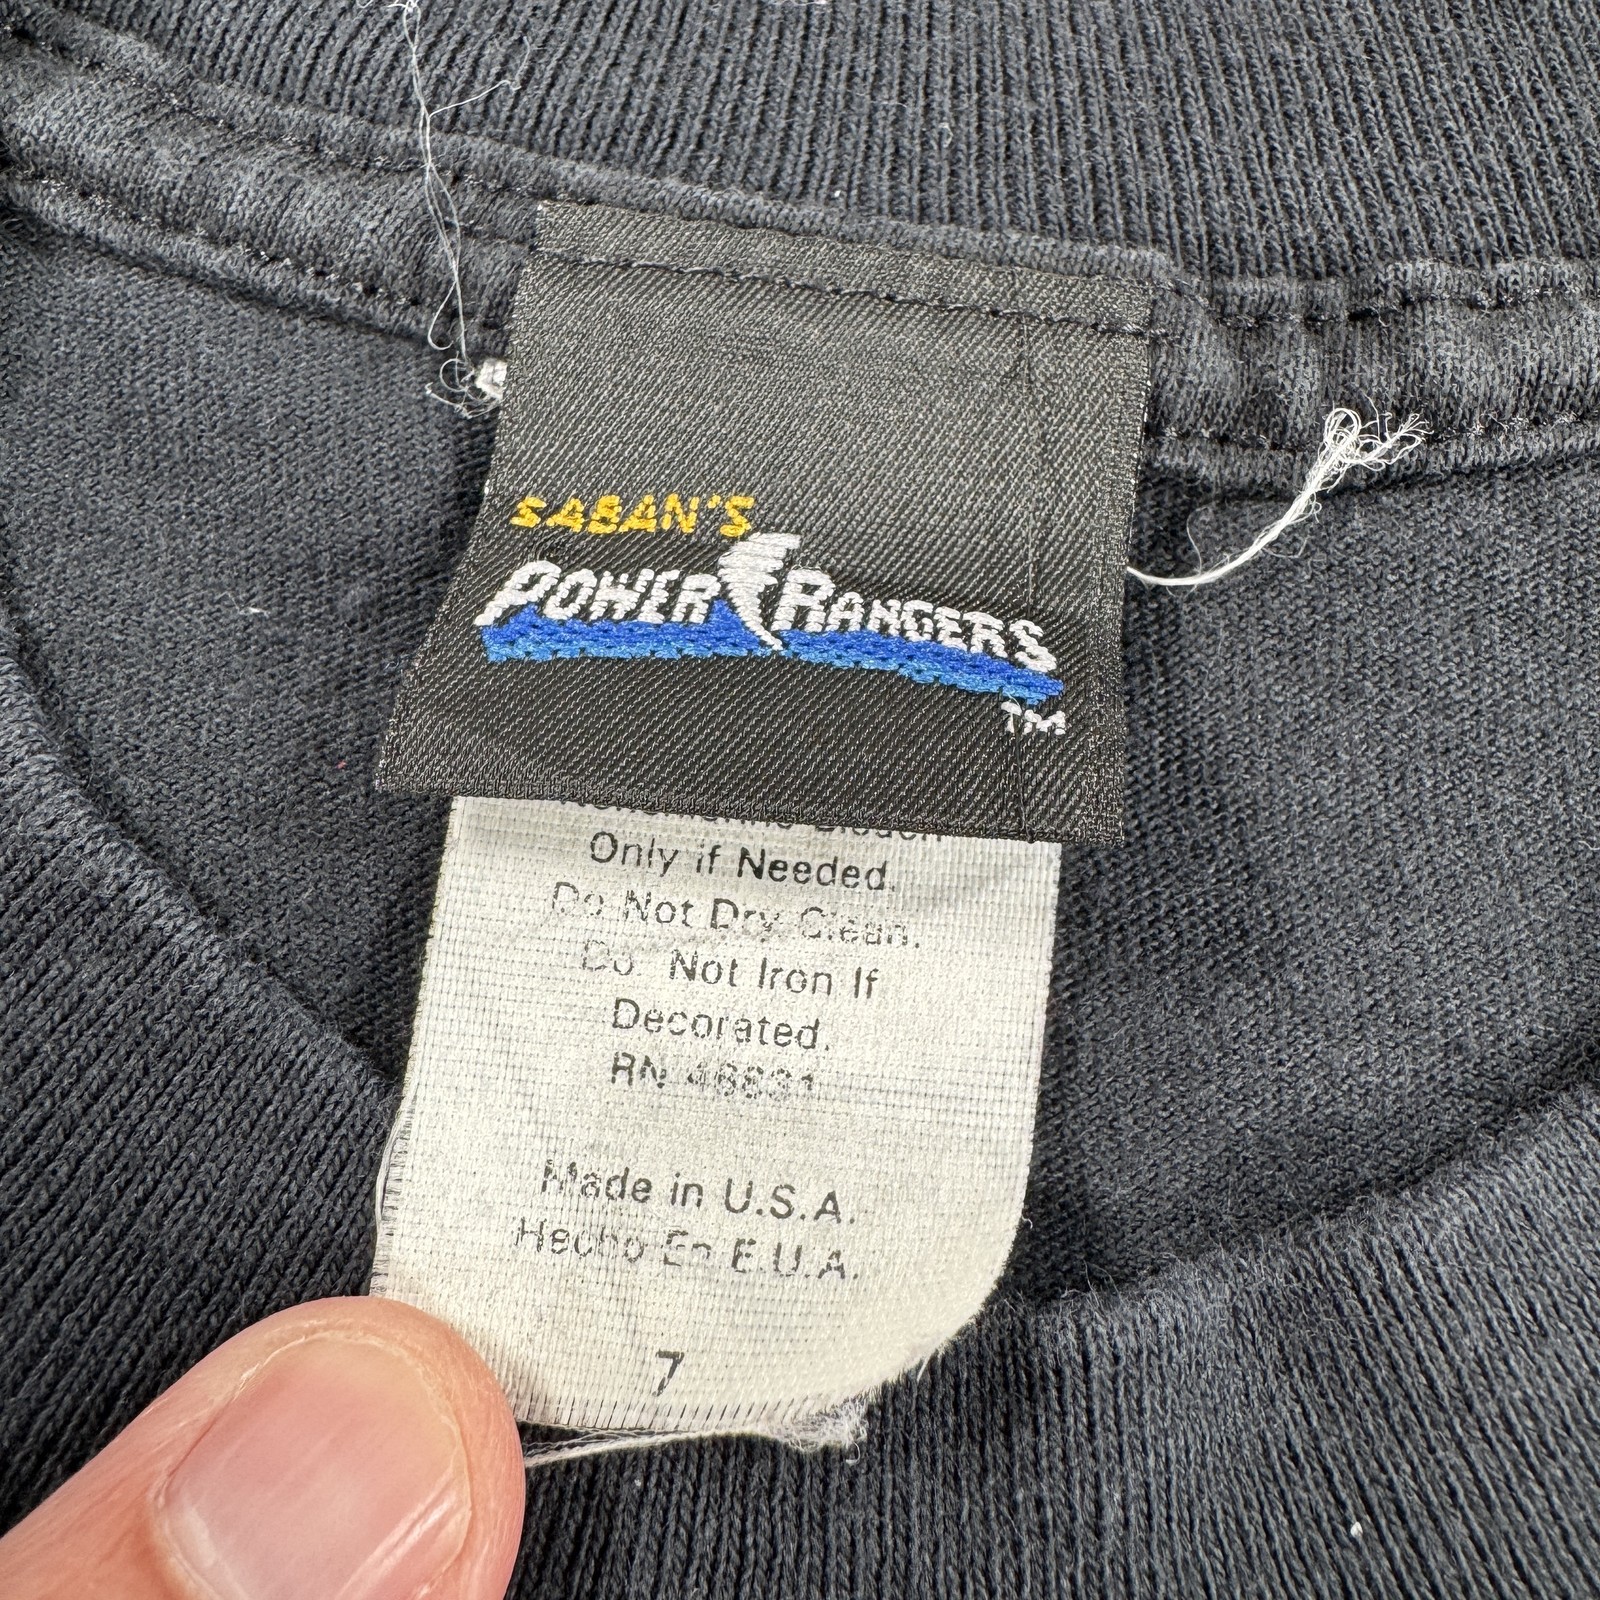 SABAN'S
POWER RANGERS
TM
Only if Needed.
Do Not Dry Clean.
Do Not Iron If
Decorated.
RN
Made in U.S.A.
Hecho En E.U.A.
7